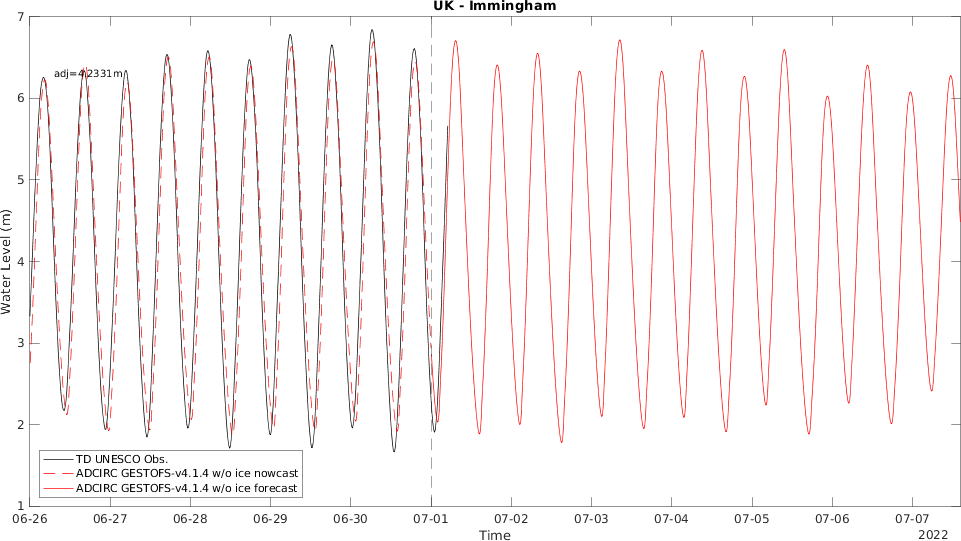 UK - Immingham
7
6
5
4
3
2
1
Water Level (m)
adj=4.2331m
TD UNESCO Obs.
ADCIRC GESTOFS-v4.1.4 w/o ice nowcast
ADCIRC GESTOFS-v4.1.4 w/o ice forecast
06-26 06-27 06-28 06-29 06-30 07-01 07-02 07-03 07-04 07-05 07-06 07-07
Time
2022